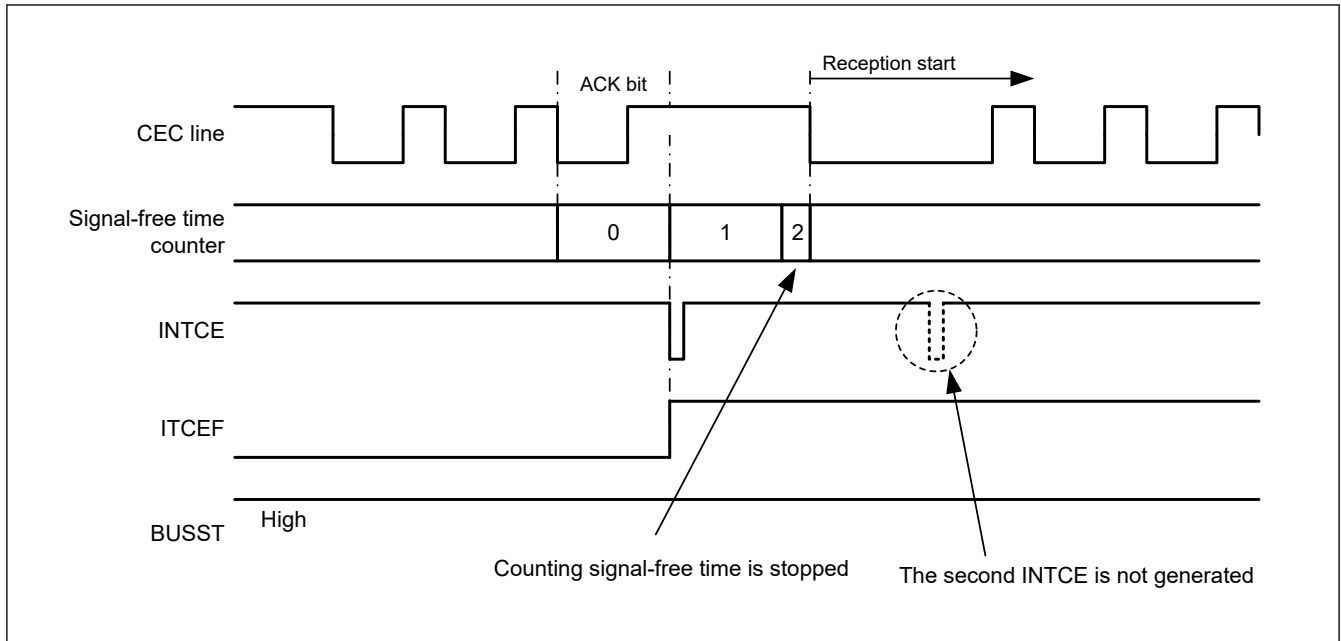 Reception start
ACK bit
CEC line
Signal-free time
counter
0
1
2
INTCE
ITCEF
High
BUSST
Counting signal-free time is stopped
The second INTCE is not generated